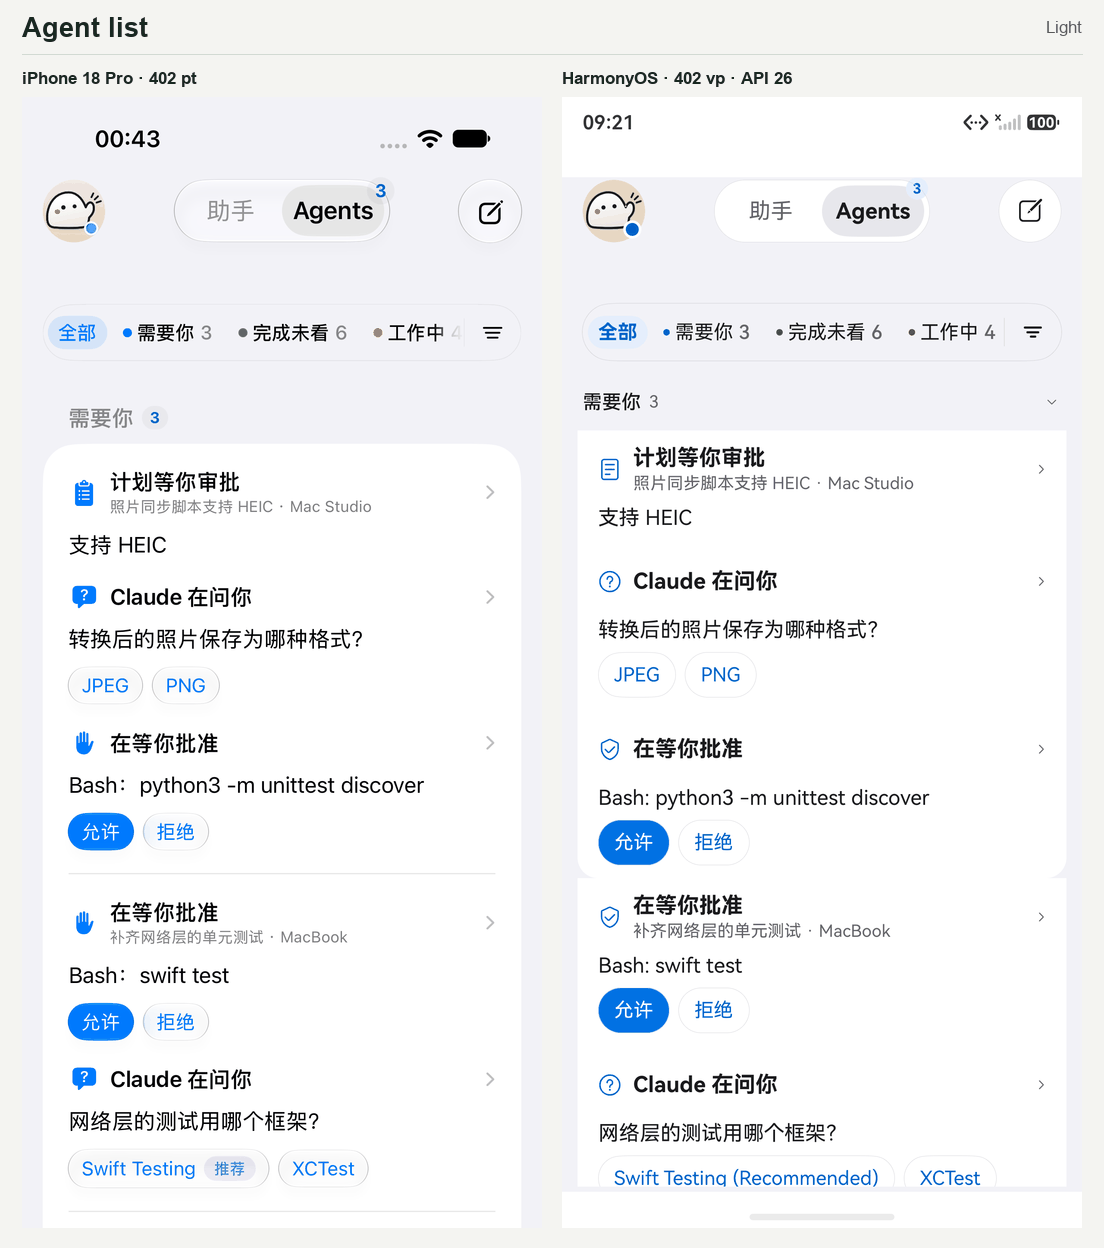 Agent list
Light
iPhone 18 Pro · 402 pt
00:43
助手
Agents
3
全部
需要你 3
完成未看 6
工作中 4
需要你 3
计划等你审批
照片同步脚本支持 HEIC · Mac Studio
支持 HEIC
Claude 在问你
转换后的照片保存为哪种格式?
JPEG
PNG
在等你批准
Bash: python3 -m unittest discover
允许
拒绝
在等你批准
补齐网络层的单元测试 · MacBook
Bash: swift test
允许
拒绝
Claude 在问你
网络层的测试用哪个框架?
Swift Testing 推荐
XCTest
HarmonyOS · 402 vp · API 26
09:21
100
助手
Agents
3
全部
需要你 3
完成未看 6
工作中 4
需要你 3
计划等你审批
照片同步脚本支持 HEIC · Mac Studio
支持 HEIC
Claude 在问你
转换后的照片保存为哪种格式?
JPEG
PNG
在等你批准
Bash: python3 -m unittest discover
允许
拒绝
在等你批准
补齐网络层的单元测试 · MacBook
Bash: swift test
允许
拒绝
Claude 在问你
网络层的测试用哪个框架?
Swift Testing (Recommended)
XCTest